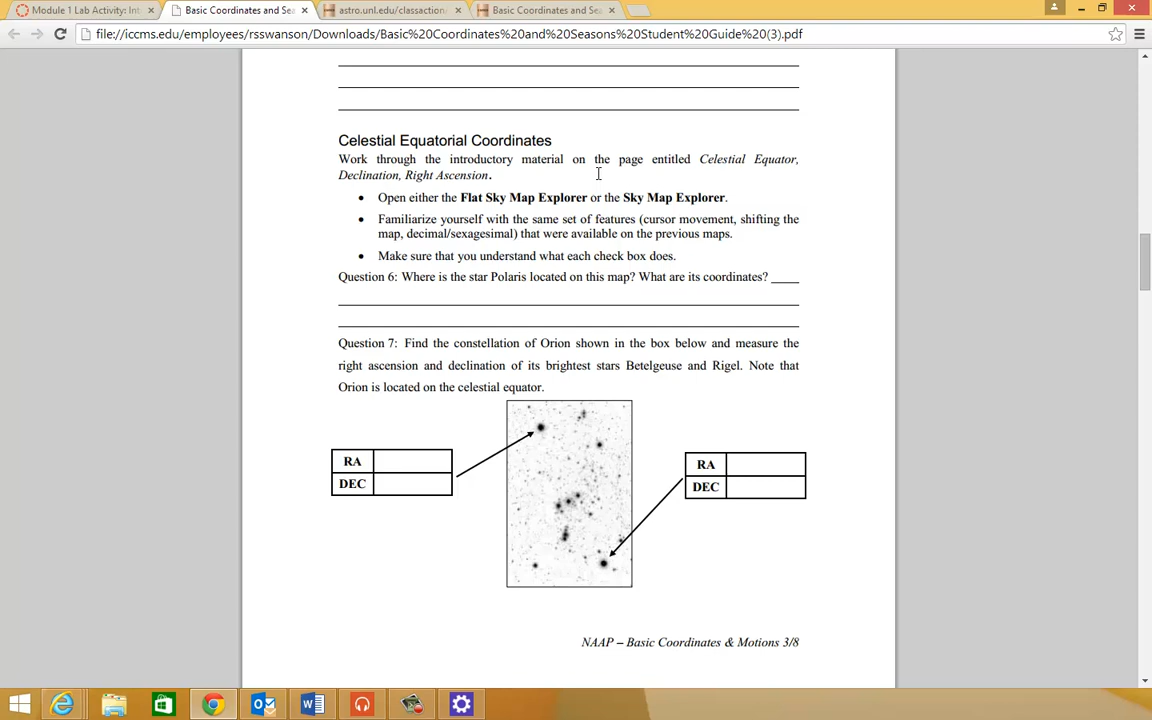 Module 1 Lab Activity: Int
Basic Coordinates and Sea
astro.unl.edu/classaction
Basic Coordinates and Sea
file://iccms.edu/employees/rsswanson/Downloads/Basic%20Coordinates%20and%20Seasons%20Student%20Guide%20(3).pdf
Celestial Equatorial Coordinates
Work through the introductory material on the page entitled Celestial Equator,
Declination, Right Ascension.
• Open either the Flat Sky Map Explorer or the Sky Map Explorer.
• Familiarize yourself with the same set of features (cursor movement, shifting the
map, decimal/sexagesimal) that were available on the previous maps.
• Make sure that you understand what each check box does.
Question 6: Where is the star Polaris located on this map? What are its coordinates? ____
Question 7: Find the constellation of Orion shown in the box below and measure the
right ascension and declination of its brightest stars Betelgeuse and Rigel. Note that
Orion is located on the celestial equator.
RA
DEC
RA
DEC
NAAP – Basic Coordinates & Motions 3/8